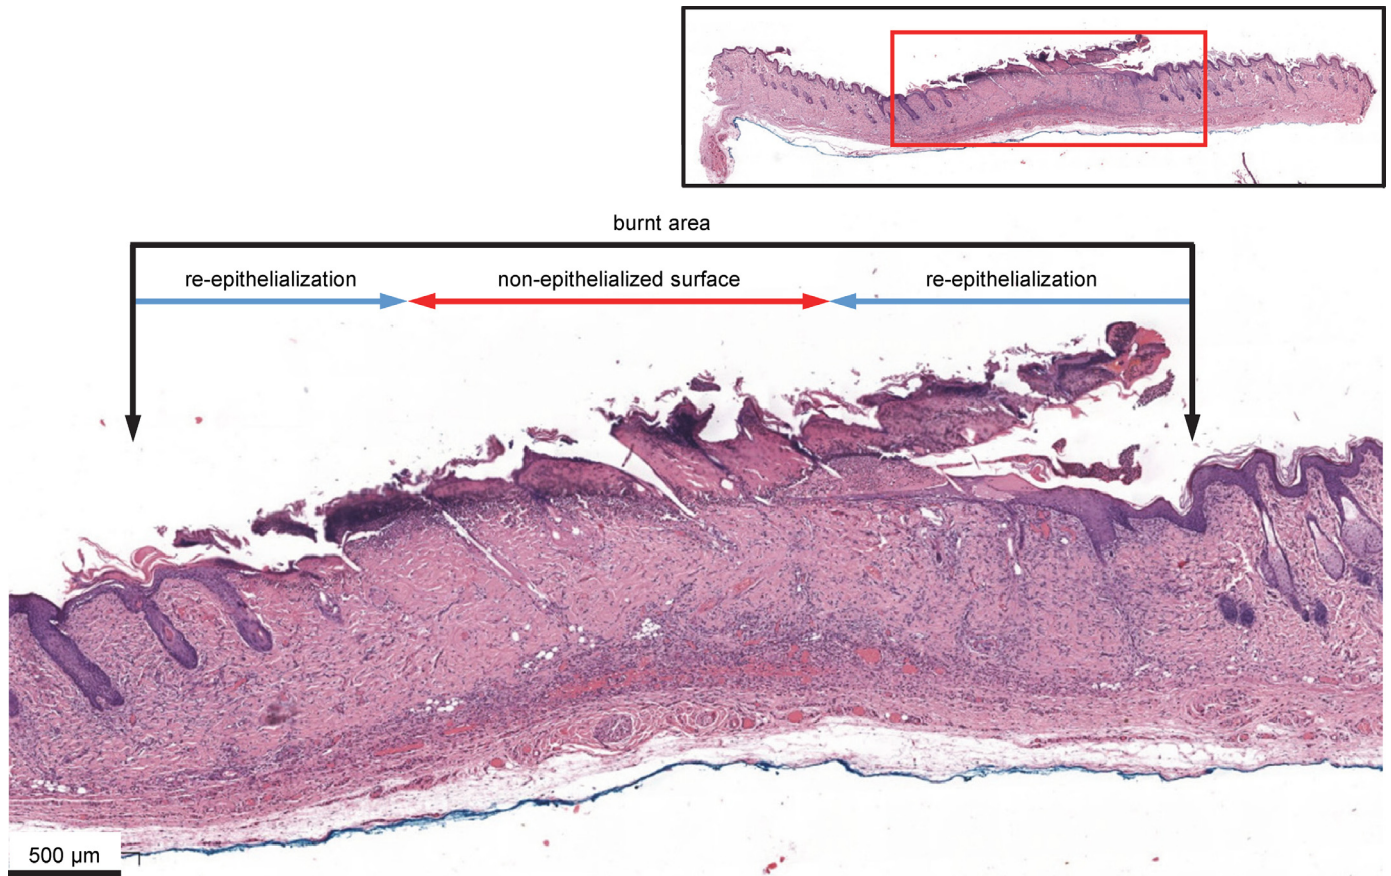 burnt area
re-epithelialization
non-epithelialized surface
re-epithelialization
500 µm